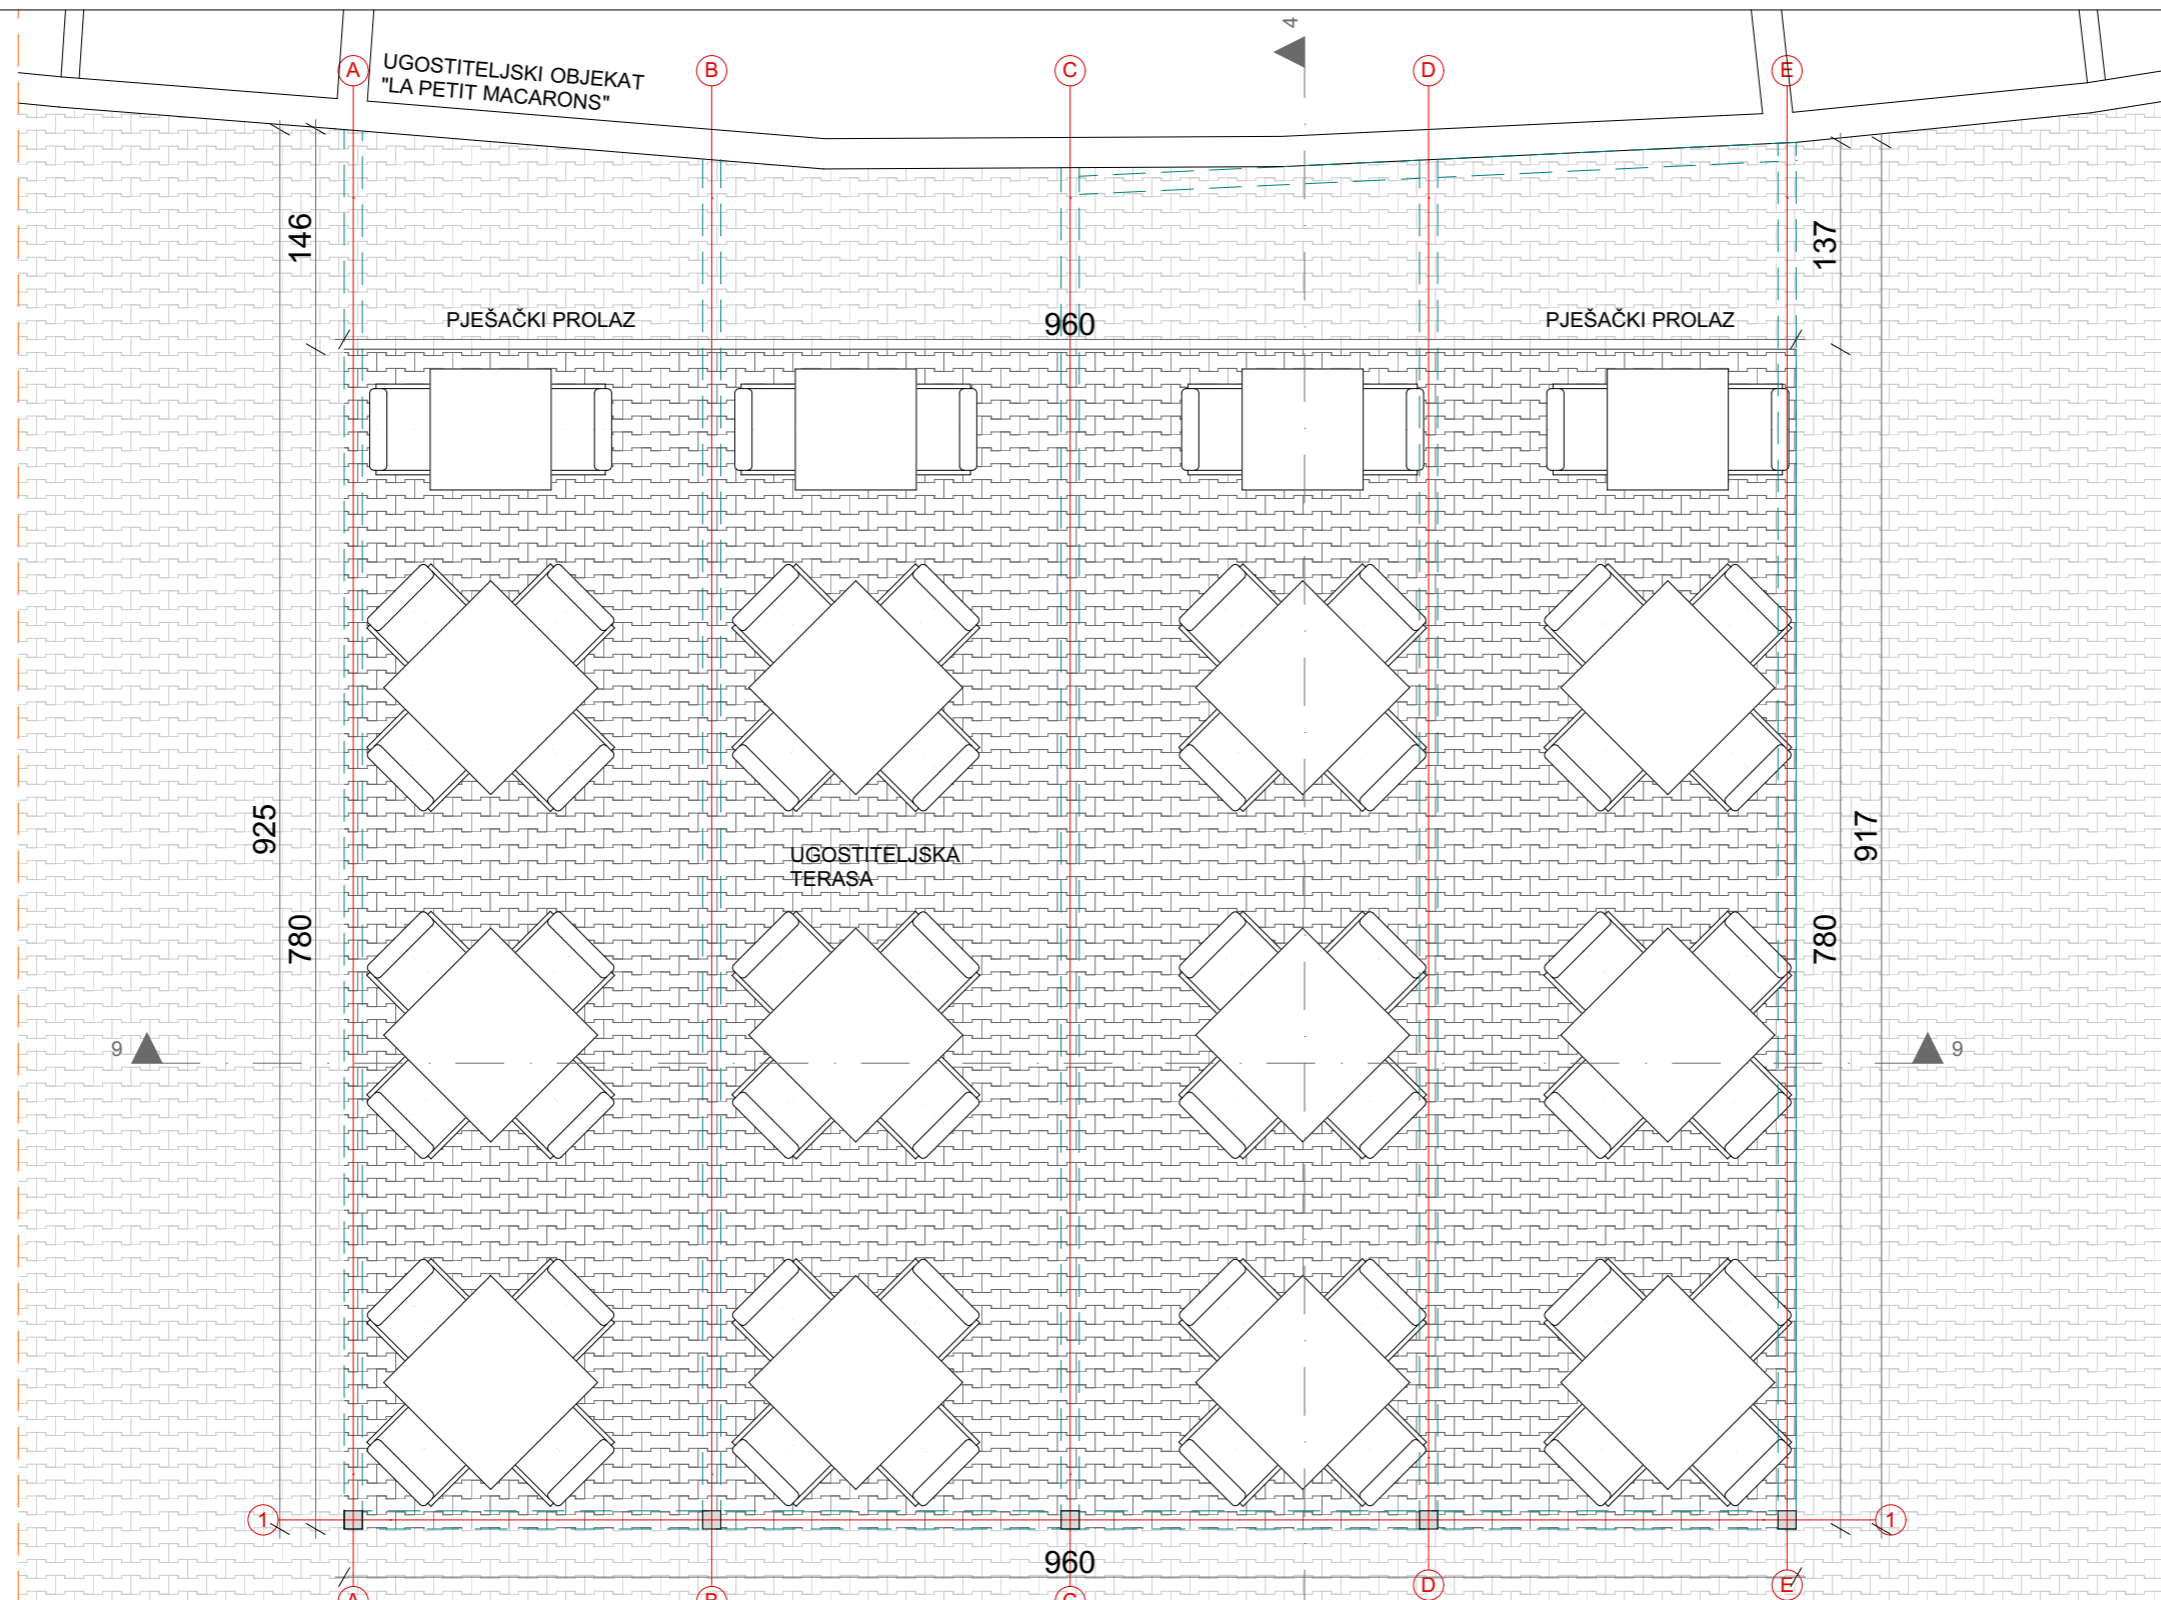 4
A
B
C
D
E
UGOSTITELJSKI OBJEKAT
"LA PETIT MACARONS"
146
137
PJEŠAČKI PROLAZ
960
PJEŠAČKI PROLAZ
925
917
UGOSTITELJSKA
TERASA
780
780
9
9
1
1
960
A
B
C
D
E